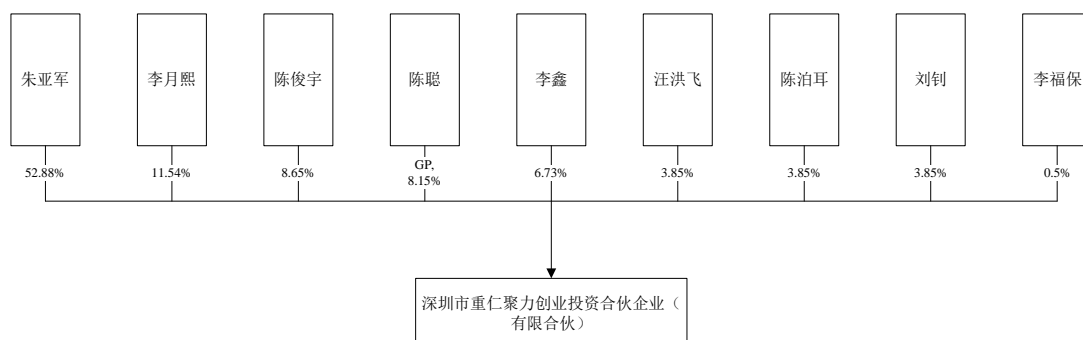 朱亚军
李月熙
陈俊宇
陈聪
李鑫
汪洪飞
陈泊耳
刘钊
李福保
52.88%
11.54%
8.65%
GP,
8.15%
6.73%
3.85%
3.85%
3.85%
0.5%
深圳市重仁聚力创业投资合伙企业（
有限合伙）